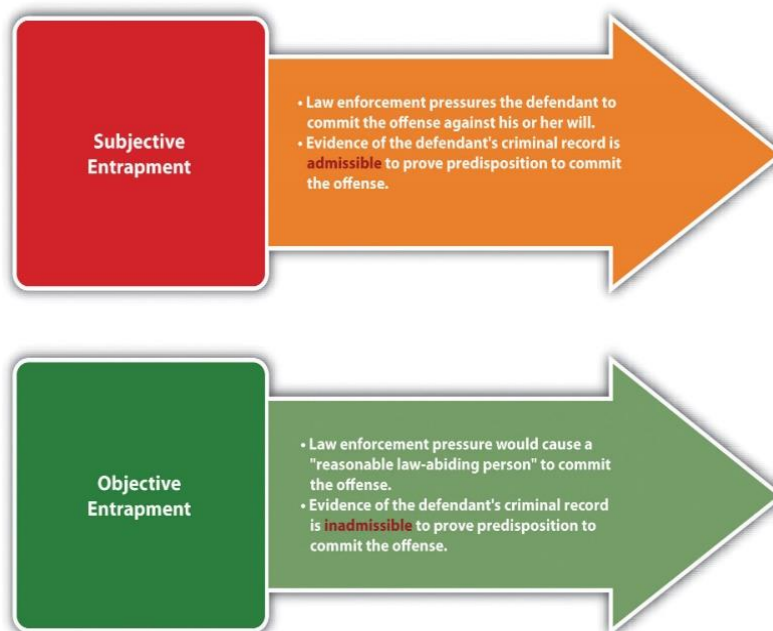 Subjective
Entrapment
• Law enforcement pressures the defendant to
commit the offense against his or her will.
• Evidence of the defendant's criminal record is
admissible to prove predisposition to commit
the offense.
Objective
Entrapment
• Law enforcement pressure would cause a
"reasonable law-abiding person" to commit
the offense.
• Evidence of the defendant's criminal record
is inadmissible to prove predisposition to
commit the offense.